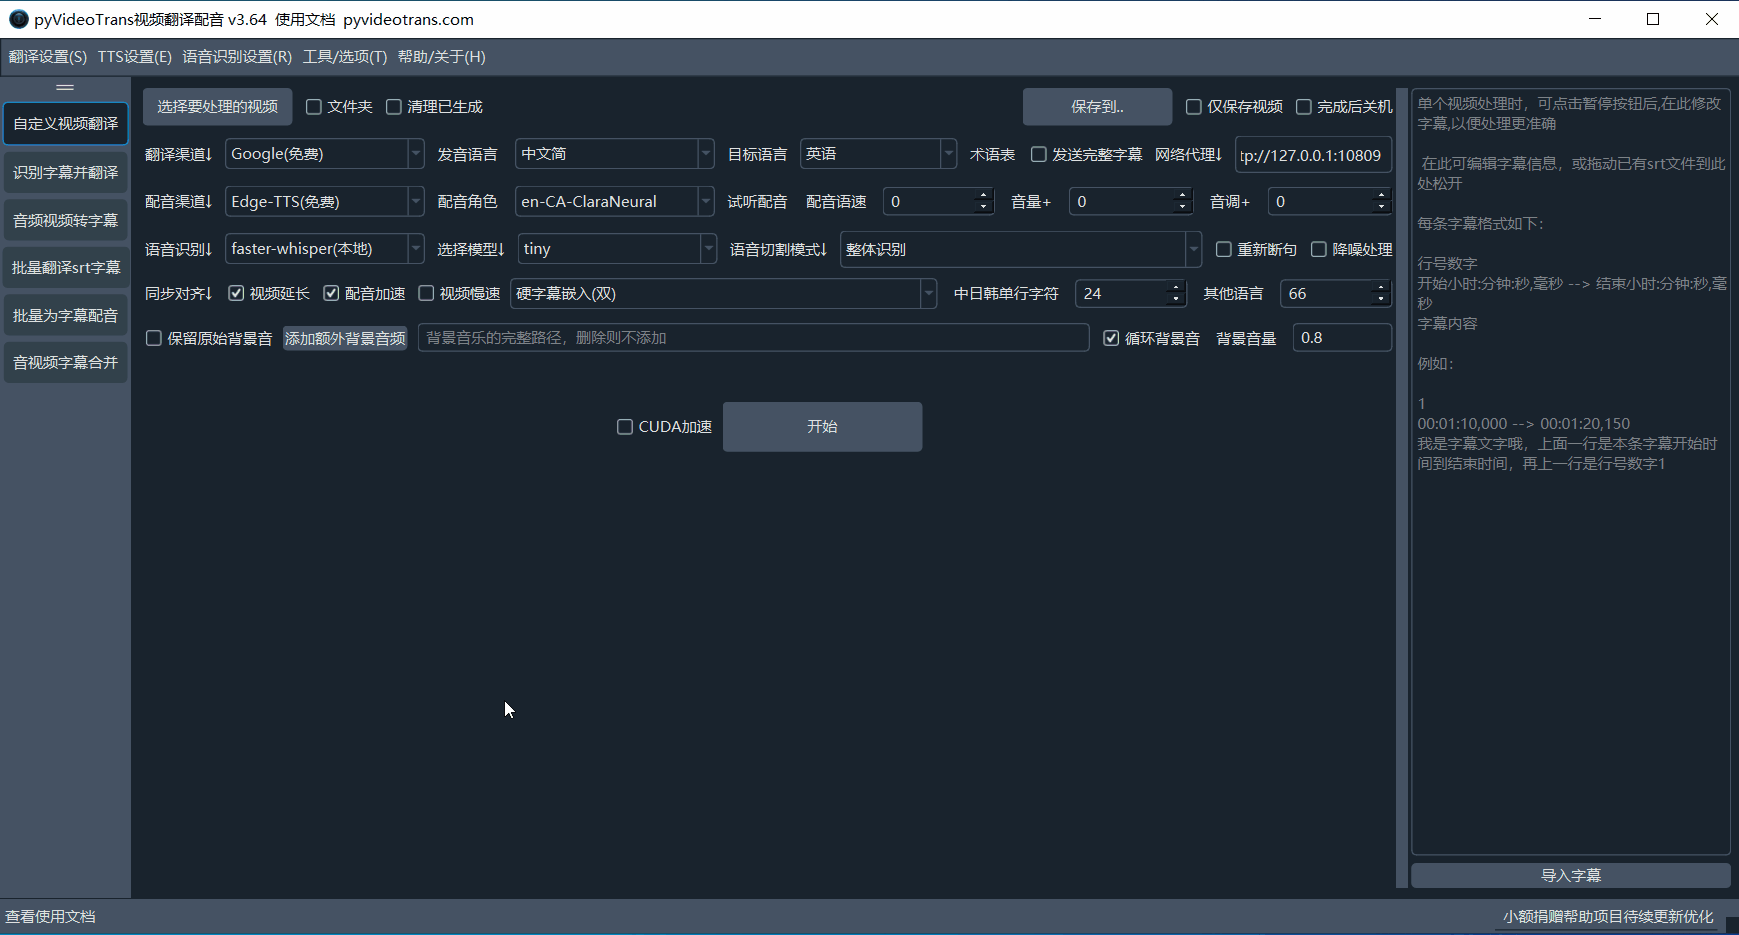 pyVideoTrans视频翻译配音 v3.64 使用文档 pyvideotrans.com
翻译设置(S) TTS设置(E) 语音识别设置(R) 工具/选项(T) 帮助/关于(H)
自定义视频翻译
识别字幕并翻译
音频视频转字幕
批量翻译srt字幕
批量为字幕配音
音视频字幕合并
选择要处理的视频 文件夹 清理已生成 保存到.. 仅保存视频 完成后关机
翻译渠道↓ Google(免费) 发音语言 中文简 目标语言 英语 术语表 发送完整字幕 网络代理↓ tp://127.0.0.1:10809
配音渠道↓ Edge-TTS(免费) 配音角色 en-CA-ClaraNeural 试听配音 配音语速 0 音量+ 0 音调+ 0
语音识别↓ faster-whisper(本地) 选择模型↓ tiny 语音切割模式↓ 整体识别 重新断句 降噪处理
同步对齐↓ 视频延长 配音加速 视频慢速 硬字幕嵌入(双) 中日韩单行字符 24 其他语言 66
保留原始背景音 添加额外背景音频 背景音乐的完整路径，删除则不添加 循环背景音 背景音量 0.8
CUDA加速 开始
单个视频处理时，可点击暂停按钮后,在此修改
字幕,以便处理更准确
在此可编辑字幕信息，或拖动已有srt文件到此
处松开
每条字幕格式如下：
行号数字
开始小时:分钟:秒,毫秒 --> 结束小时:分钟:秒,毫
秒
字幕内容
例如：
1
00:01:10,000 --> 00:01:20,150
我是字幕文字哦，上面一行是本条字幕开始时
间到结束时间，再上一行是行号数字1
导入字幕
查看使用文档 小额捐赠帮助项目待续更新优化